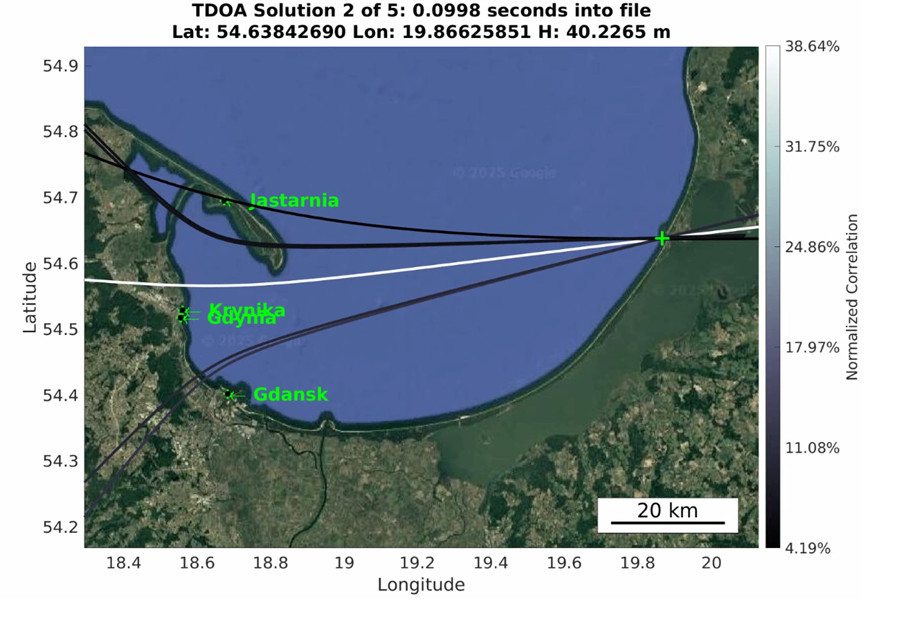 TDOA Solution 2 of 5: 0.0998 seconds into file
Lat: 54.63842690 Lon: 19.86625851 H: 40.2265 m
38.64%
54.9
54.8
31.75%
© 2025 Google
54.7
Jastarnia
24.86%
54.6
© 2025
Latitude
Normalized Correlation
Krynika
54.5
Gdynia
17.97%
54.4
Gdansk
11.08%
54.3
20 km
54.2
4.19%
18.4 18.6 18.8 19 19.2 19.4 19.6 19.8 20
Longitude